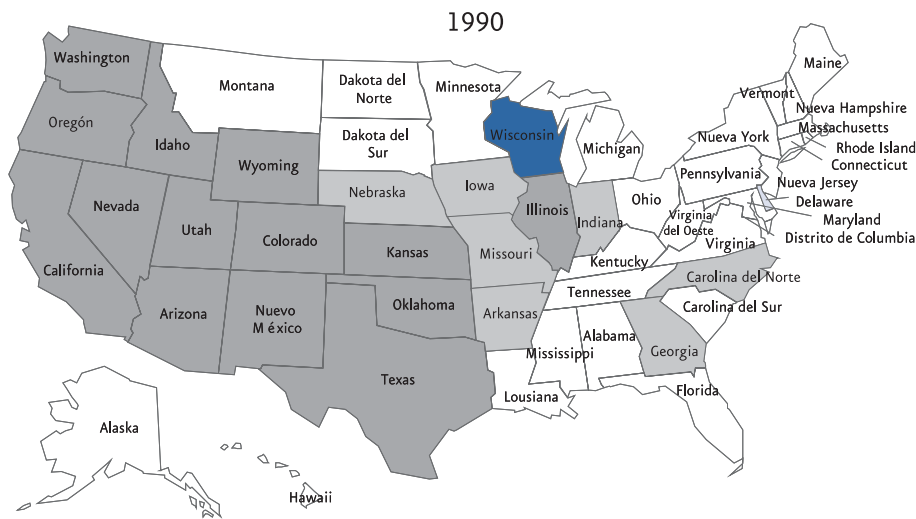 1990
Washington
Montana
Dakota del
Norte
Minnesota
Maine
Vermont
Nueva Hampshire
Massachusetts
Rhode Island
Connecticut
Oregón
Idaho
Wyoming
Dakota del
Sur
Wisconsin
Michigan
Nueva York
Pennsylvania
Nueva Jersey
Delaware
Maryland
Distrito de Columbia
Nebraska
Iowa
Illinois
Indiana
Ohio
Virginia
del Oeste
Virginia
Nevada
Utah
Colorado
Kansas
Missouri
Kentucky
California
Carolina del Norte
Tennessee
Carolina del Sur
Arizona
Nuevo
M éxico
Oklahoma
Arkansas
Mississippi
Alabama
Georgia
Texas
Lousiana
Florida
Alaska
Hawaii